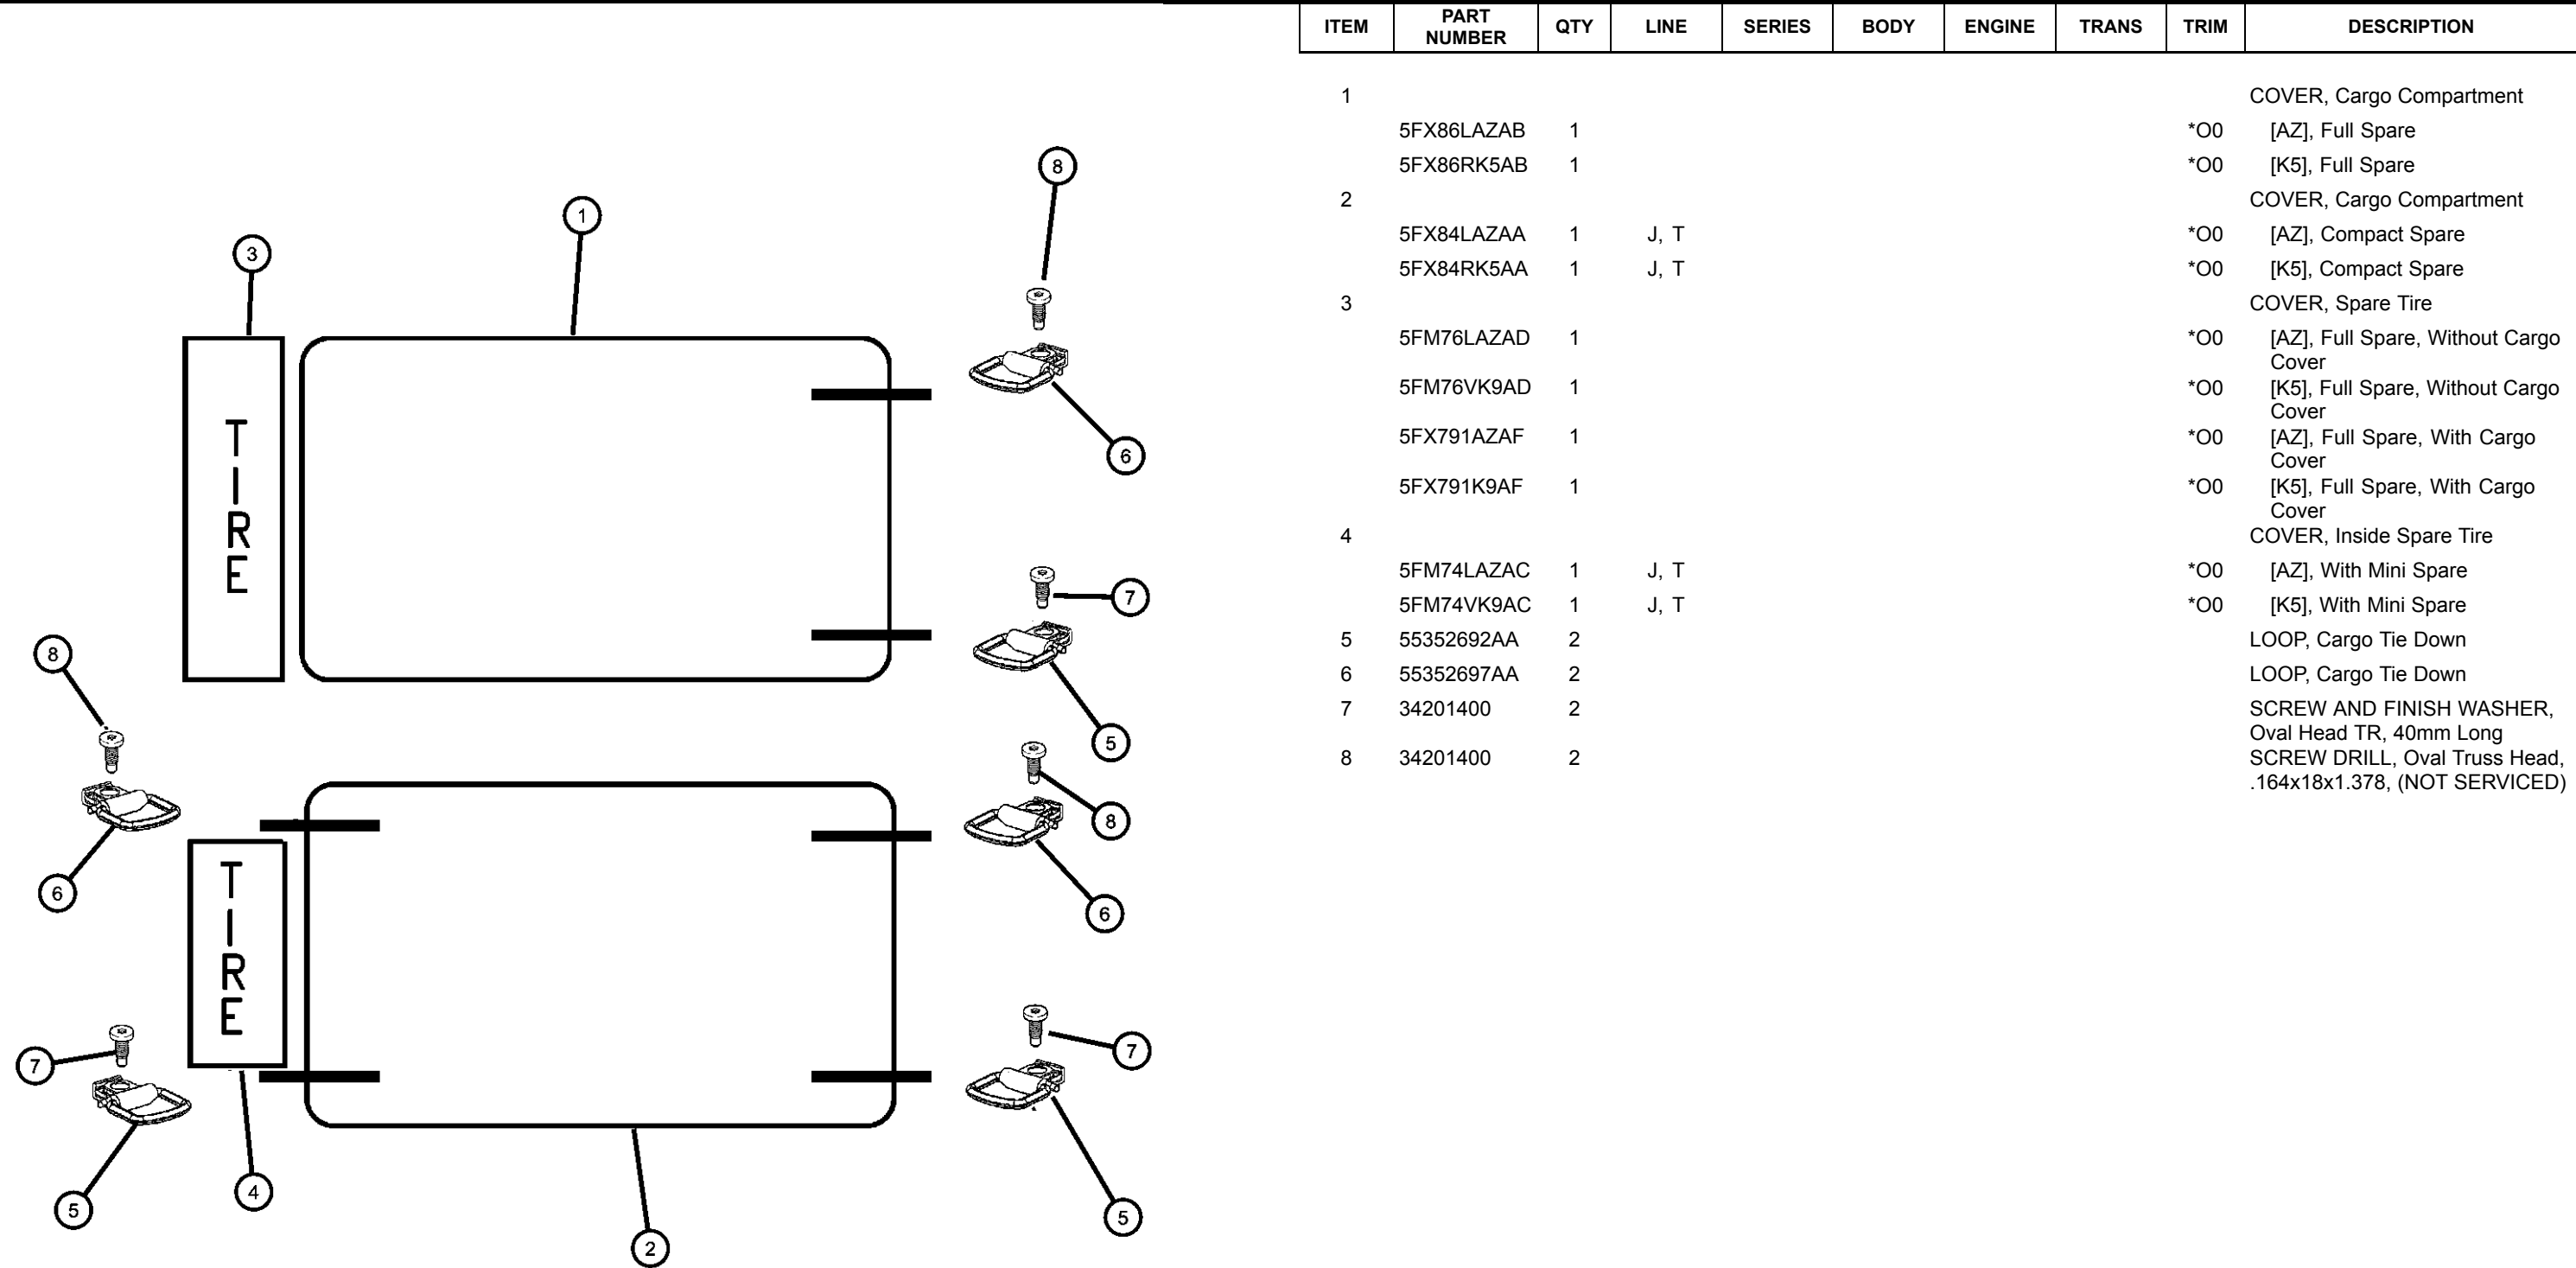 8
1
3
T
I
R
E
6
7
8
5
8
6
T
I
R
E
6
7
7
5
4
5
2
ITEM PART NUMBER QTY LINE SERIES BODY ENGINE TRANS TRIM DESCRIPTION
1 COVER, Cargo Compartment
5FX86LAZAB 1 *O0 [AZ], Full Spare
5FX86RK5AB 1 *O0 [K5], Full Spare
2 COVER, Cargo Compartment
5FX84LAZAA 1 J, T *O0 [AZ], Compact Spare
5FX84RK5AA 1 J, T *O0 [K5], Compact Spare
3 COVER, Spare Tire
5FM76LAZAD 1 *O0 [AZ], Full Spare, Without Cargo
Cover
5FM76VK9AD 1 *O0 [K5], Full Spare, Without Cargo
Cover
5FX791AZAF 1 *O0 [AZ], Full Spare, With Cargo
Cover
5FX791K9AF 1 *O0 [K5], Full Spare, With Cargo
Cover
4 COVER, Inside Spare Tire
5FM74LAZAC 1 J, T *O0 [AZ], With Mini Spare
5FM74VK9AC 1 J, T *O0 [K5], With Mini Spare
5 55352692AA 2 LOOP, Cargo Tie Down
6 55352697AA 2 LOOP, Cargo Tie Down
7 34201400 2 SCREW AND FINISH WASHER,
Oval Head TR, 40mm Long
8 34201400 2 SCREW DRILL, Oval Truss Head,
.164x18x1.378, (NOT SERVICED)